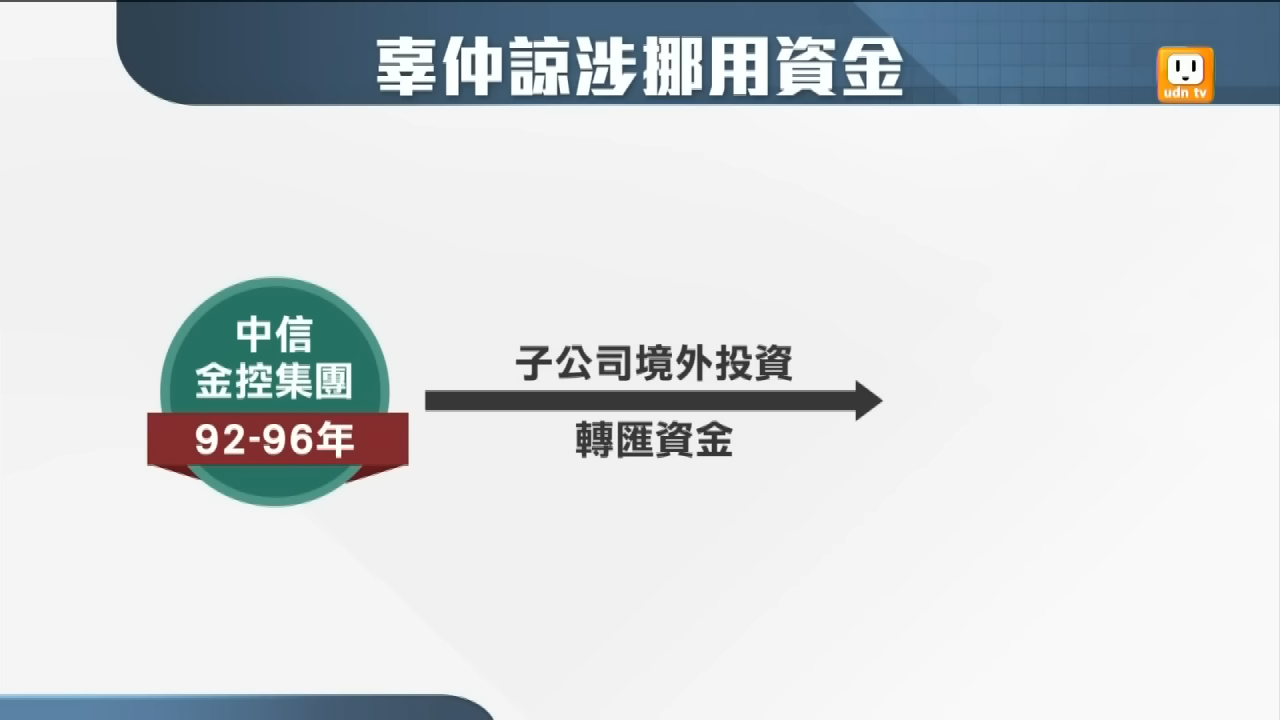 辜仲諒涉挪用資金
udn tv
中信
金控集團
92-96年
子公司境外投資
轉匯資金